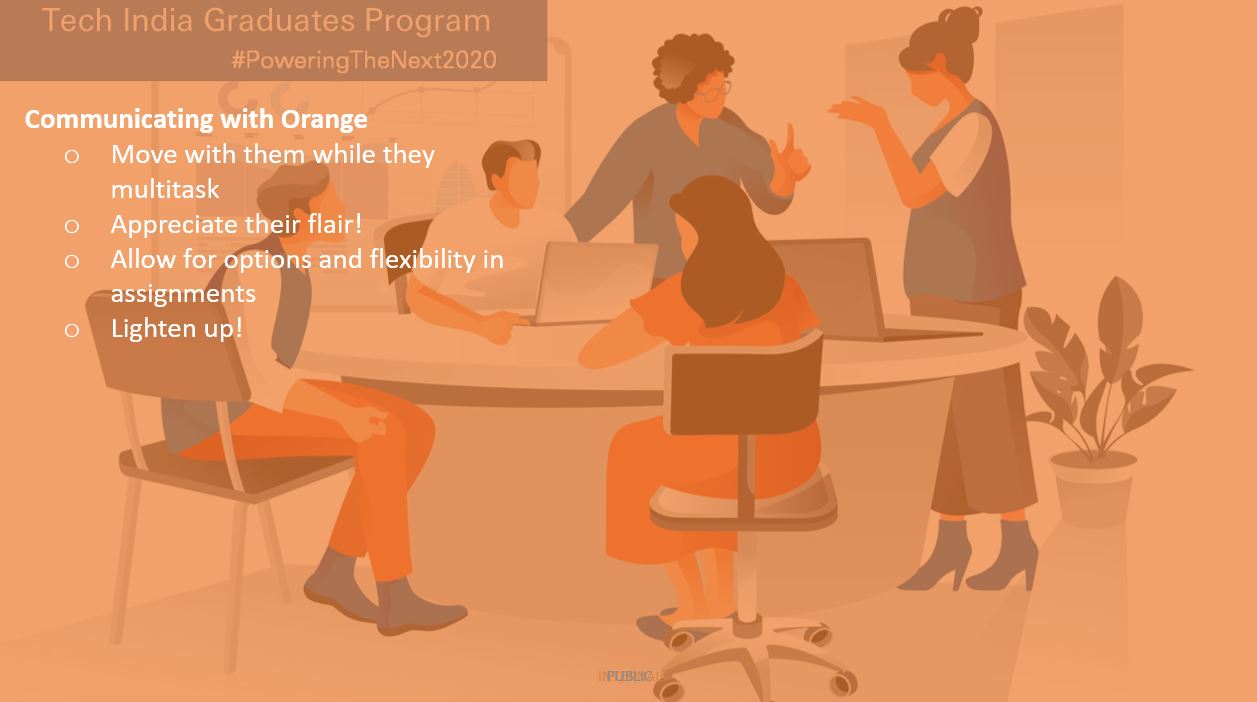 Tech India Graduates Program
#PoweringTheNext2020
Communicating with Orange
o Move with them while they
multitask
o Appreciate their flair!
o Allow for options and flexibility in
assignments
o Lighten up!
PUBLIC